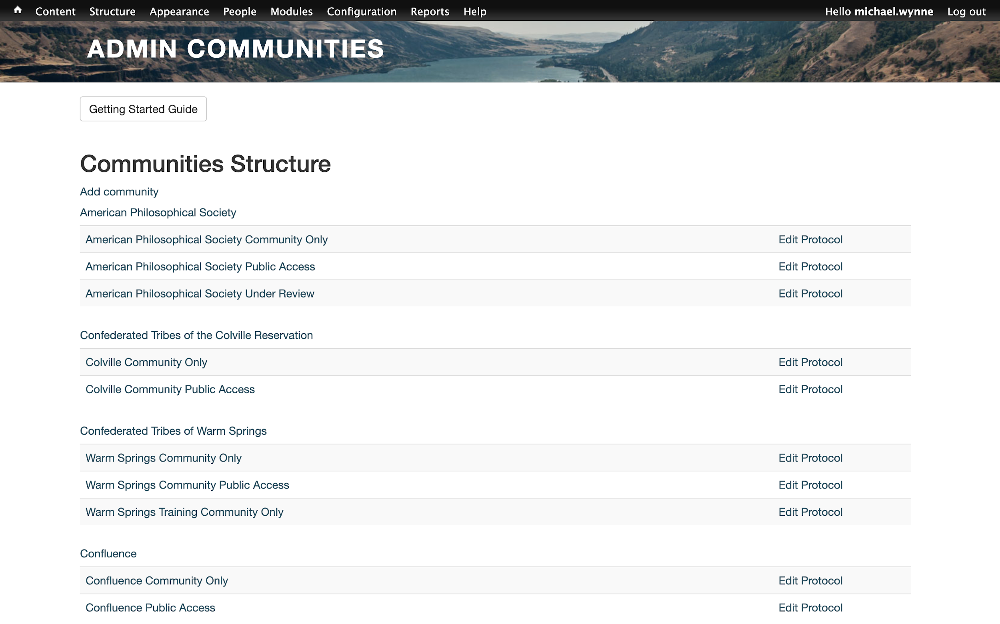 Content Structure Appearance People Modules Configuration Reports Help Hello michael.wynne Log out
ADMIN COMMUNITIES
Getting Started Guide
Communities Structure
Add community
American Philosophical Society
American Philosophical Society Community Only Edit Protocol
American Philosophical Society Public Access Edit Protocol
American Philosophical Society Under Review Edit Protocol
Confederated Tribes of the Colville Reservation
Colville Community Only Edit Protocol
Colville Community Public Access Edit Protocol
Confederated Tribes of Warm Springs
Warm Springs Community Only Edit Protocol
Warm Springs Community Public Access Edit Protocol
Warm Springs Training Community Only Edit Protocol
Confluence
Confluence Community Only Edit Protocol
Confluence Public Access Edit Protocol